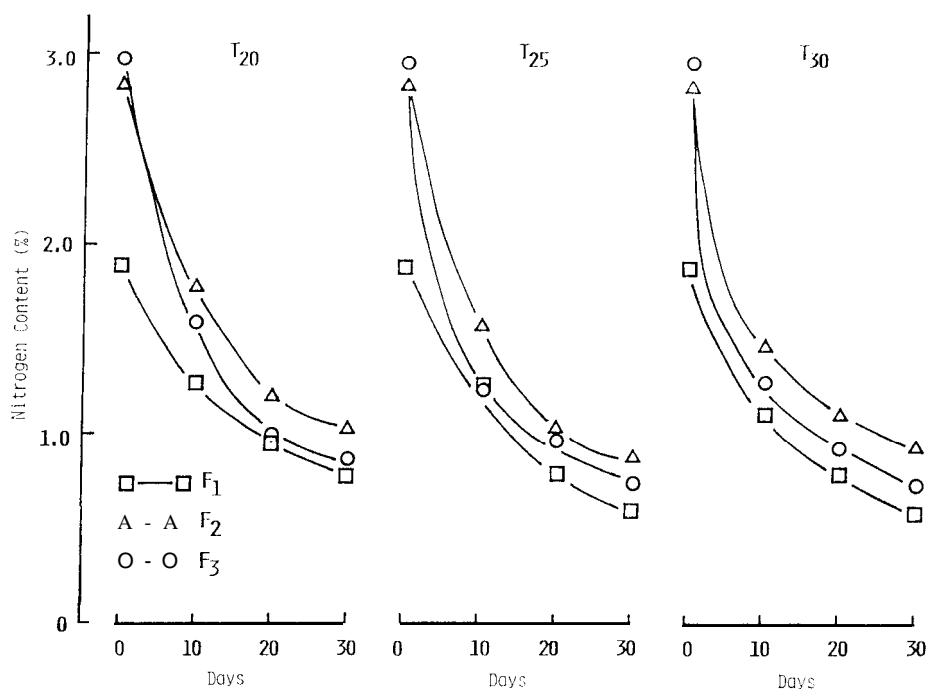 Nitrogen Content (%)
3.0
2.0
1.0
0
T20
T25
T30
□—□ F1
△ - △ F2
○ - ○ F3
0 10 20 30
Days
0 10 20 30
Days
0 10 20 30
Days